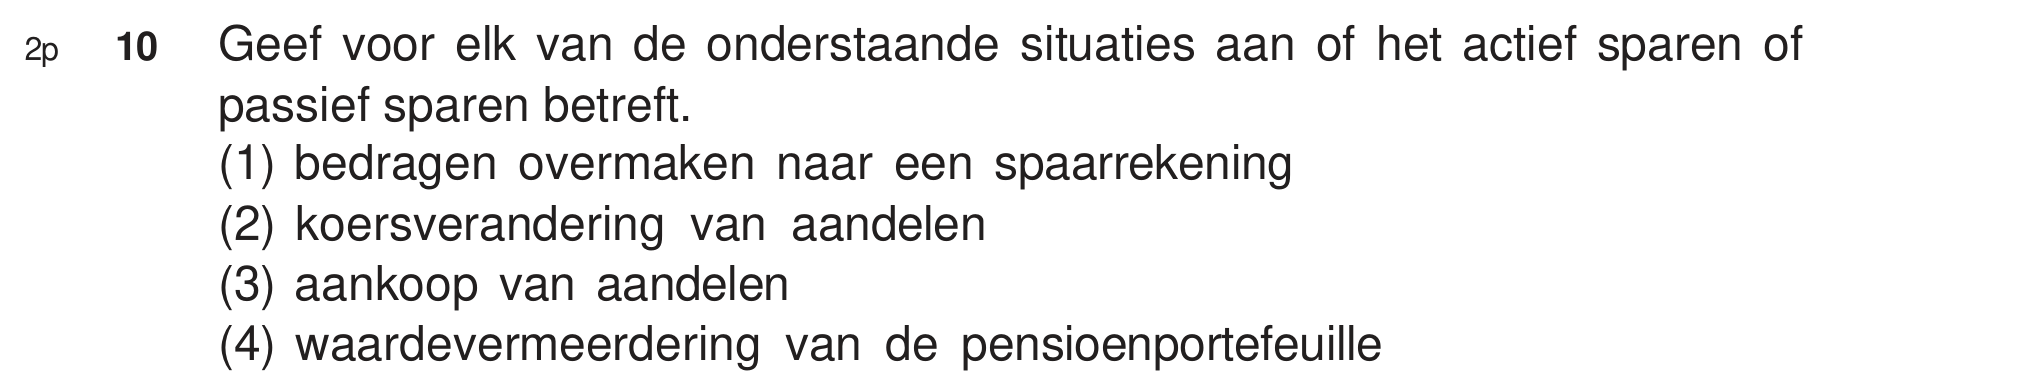 2p 10 Geef voor elk van de onderstaande situaties aan of het actief sparen of
passief sparen betreft.
(1) bedragen overmaken naar een spaarrekening
(2) koersverandering van aandelen
(3) aankoop van aandelen
(4) waardevermeerdering van de pensioenportefeuille